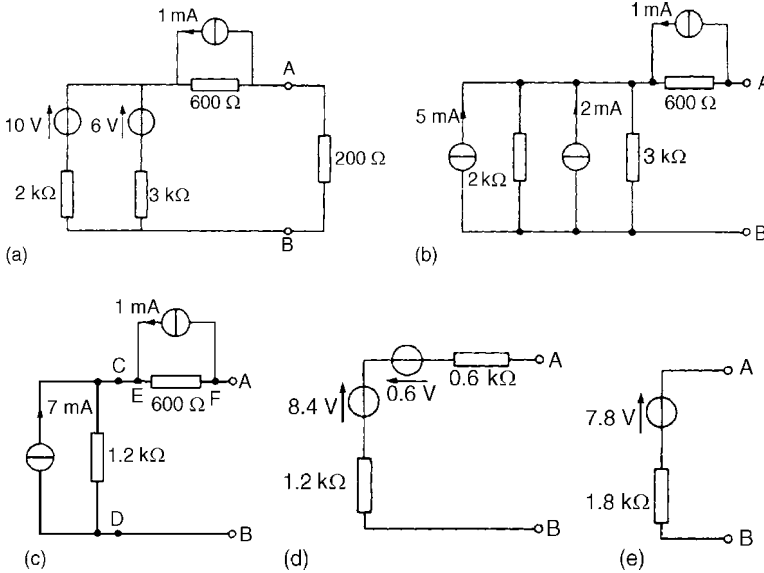 1 mA
A
600 Ω
10 V
6 V
200 Ω
2 kΩ
3 kΩ
B
(a)
1 mA
A
600 Ω
5 mA
2 mA
2 kΩ
3 kΩ
B
(b)
1 mA
C
E
F
A
600 Ω
7 mA
1.2 kΩ
D
B
(c)
A
0.6 kΩ
0.6 V
8.4 V
1.2 kΩ
B
(d)
A
7.8 V
1.8 kΩ
B
(e)